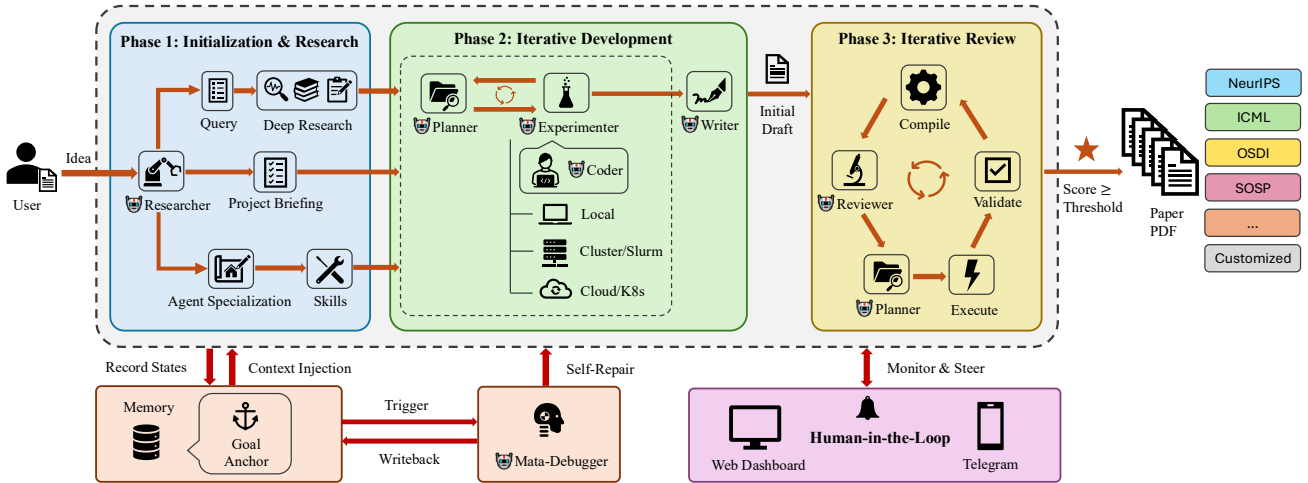 Phase 1: Initialization & Research
Query
Deep Research
Idea
User
Researcher
Project Briefing
Agent Specialization
Skills
Phase 2: Iterative Development
Planner
Experimenter
Writer
Coder
Local
Cluster/Slurm
Cloud/K8s
Initial
Draft
Phase 3: Iterative Review
Compile
Reviewer
Validate
Planner
Execute
Score ≥
Threshold
Paper
PDF
NeurIPS
ICML
OSDI
SOSP
...
Customized
Record States
Context Injection
Self-Repair
Monitor & Steer
Memory
Goal
Anchor
Trigger
Writeback
Mata-Debugger
Web Dashboard
Human-in-the-Loop
Telegram